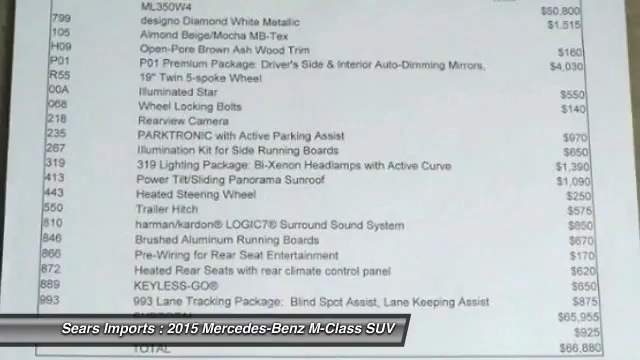 ML350W4 $50,800
799 designo Diamond White Metallic $1,515
105 Almond Beige/Mocha MB-Tex
H09 Open-Pore Brown Ash Wood Trim $160
P01 P01 Premium Package: Driver's Side & Interior Auto-Dimming Mirrors, $4,030
R55 19" Twin 5-spoke Wheel
00A Illuminated Star $550
068 Wheel Locking Bolts $140
218 Rearview Camera
235 PARKTRONIC with Active Parking Assist $970
267 Illumination Kit for Side Running Boards $650
319 319 Lighting Package: Bi-Xenon Headlamps with Active Curve $1,390
413 Power Tilt/Sliding Panorama Sunroof $1,090
443 Heated Steering Wheel $250
550 Trailer Hitch $575
810 harman/kardon® LOGIC7® Surround Sound System $850
846 Brushed Aluminum Running Boards $670
866 Pre-Wiring for Rear Seat Entertainment $170
872 Heated Rear Seats with rear climate control panel $620
889 KEYLESS-GO® $650
993 993 Lane Tracking Package: Blind Spot Assist, Lane Keeping Assist $875
SUBTOTAL $65,955
$925
TOTAL $66,880
Sears Imports : 2015 Mercedes-Benz M-Class SUV